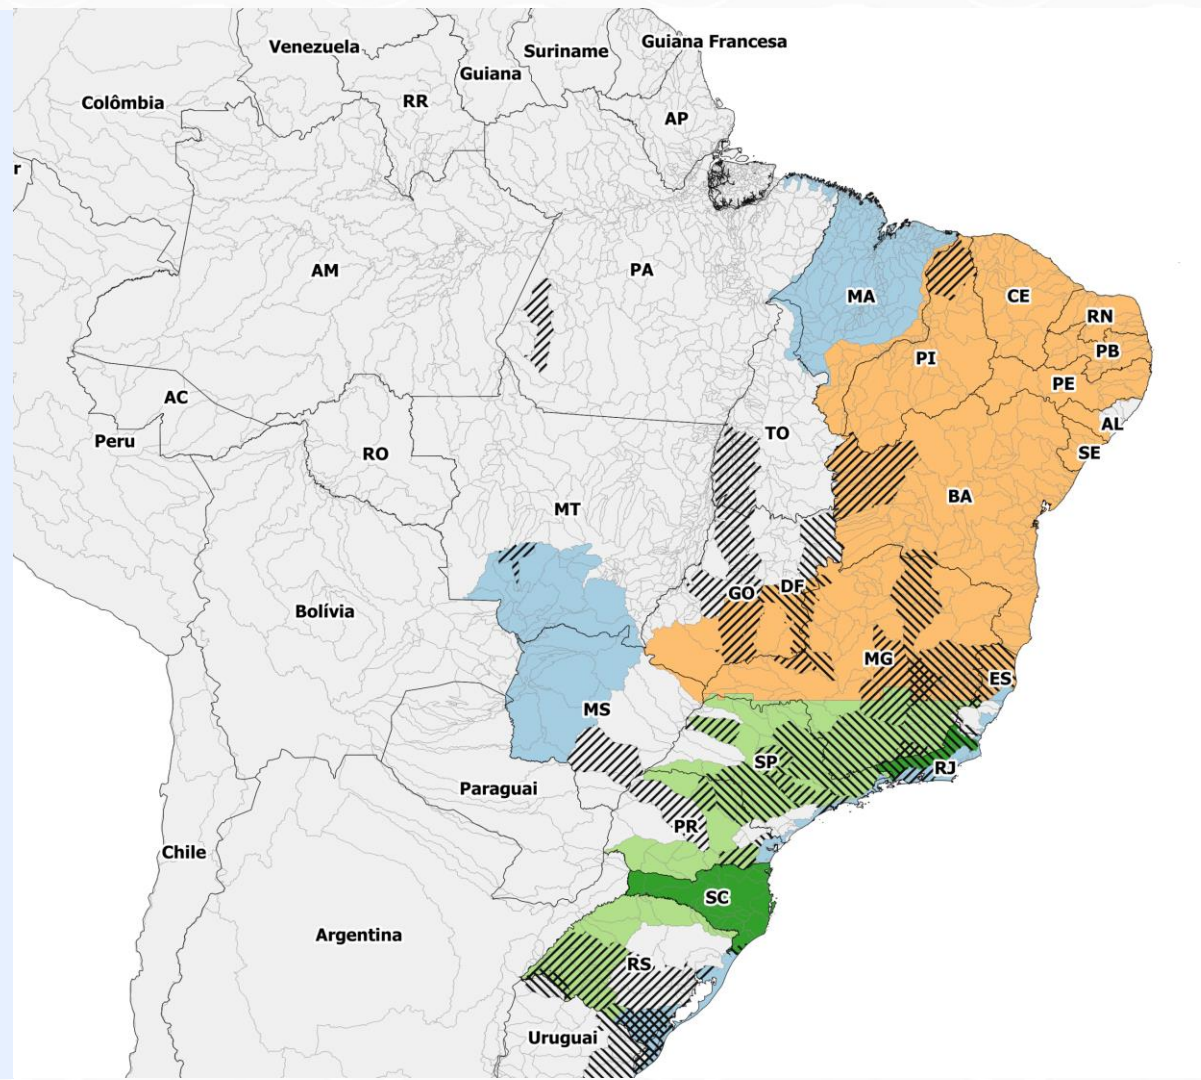 Guiana Francesa
Venezuela
Suriname
Guiana
Colômbia
RR
AP
r
AM
PA
MA
CE
RN
PB
PI
PE
AC
AL
TO
Peru
RO
SE
BA
MT
DF
GO
Bolívia
MG
ES
MS
SP
RJ
Paraguai
PR
Chile
SC
Argentina
RS
Uruguai